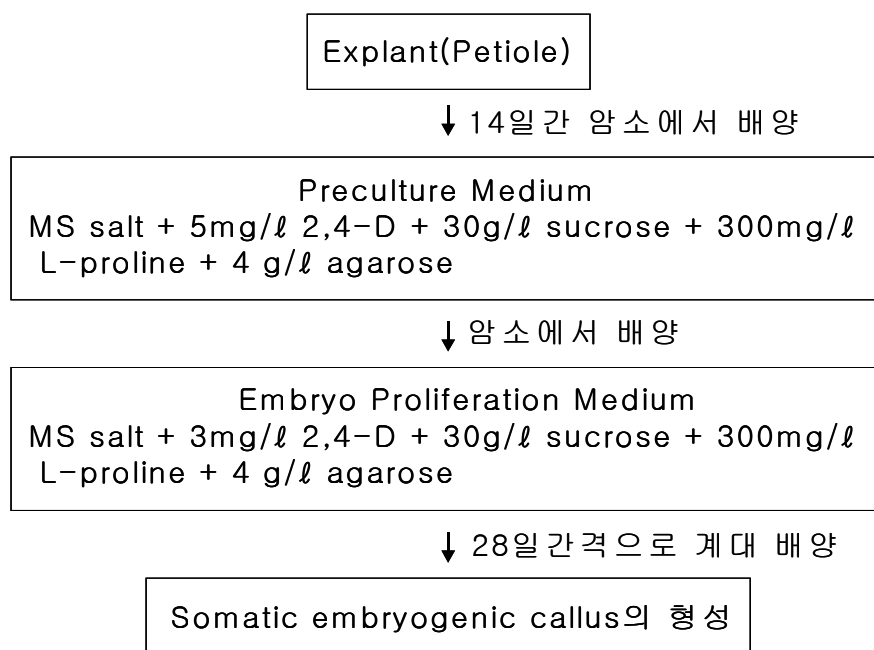 Explant(Petiole)
14일간 암소에서 배양
Preculture Medium
MS salt + 5mg/ℓ 2,4-D + 30g/ℓ sucrose + 300mg/ℓ
L-proline + 4 g/ℓ agarose
암소에서 배양
Embryo Proliferation Medium
MS salt + 3mg/ℓ 2,4-D + 30g/ℓ sucrose + 300mg/ℓ
L-proline + 4 g/ℓ agarose
28일간격으로 계대 배양
Somatic embryogenic callus의 형성